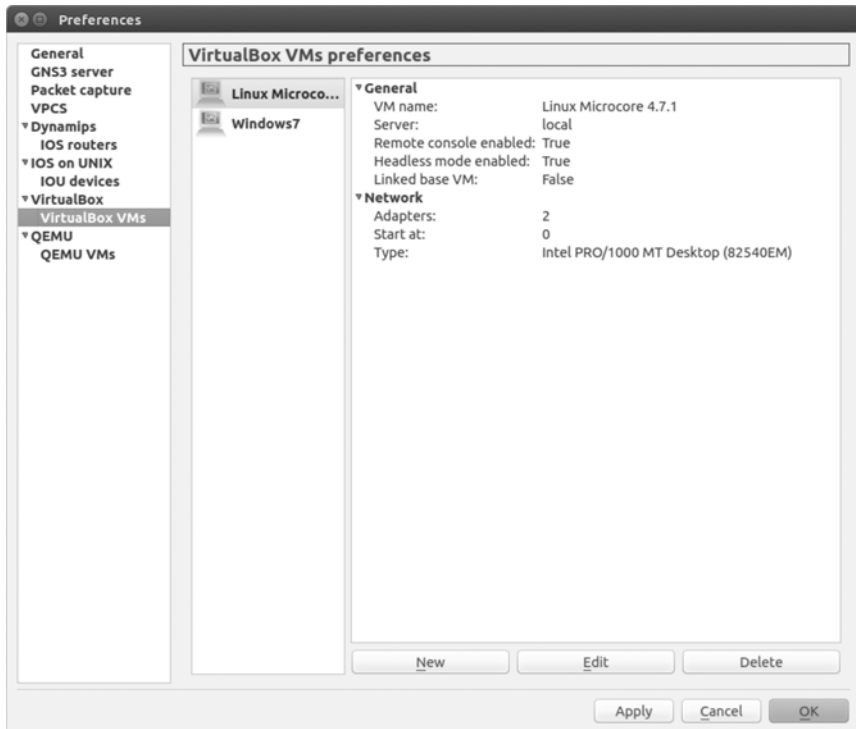 Preferences
General
GNS3 server
Packet capture
VPCS
Dynamips
IOS routers
IOS on UNIX
IOU devices
VirtualBox
VirtualBox VMs
QEMU
QEMU VMs
VirtualBox VMs preferences
Linux Microco...
Windows7
General
VM name: Linux Microcore 4.7.1
Server: local
Remote console enabled: True
Headless mode enabled: True
Linked base VM: False
Network
Adapters: 2
Start at: 0
Type: Intel PRO/1000 MT Desktop (82540EM)
New Edit Delete
Apply Cancel OK